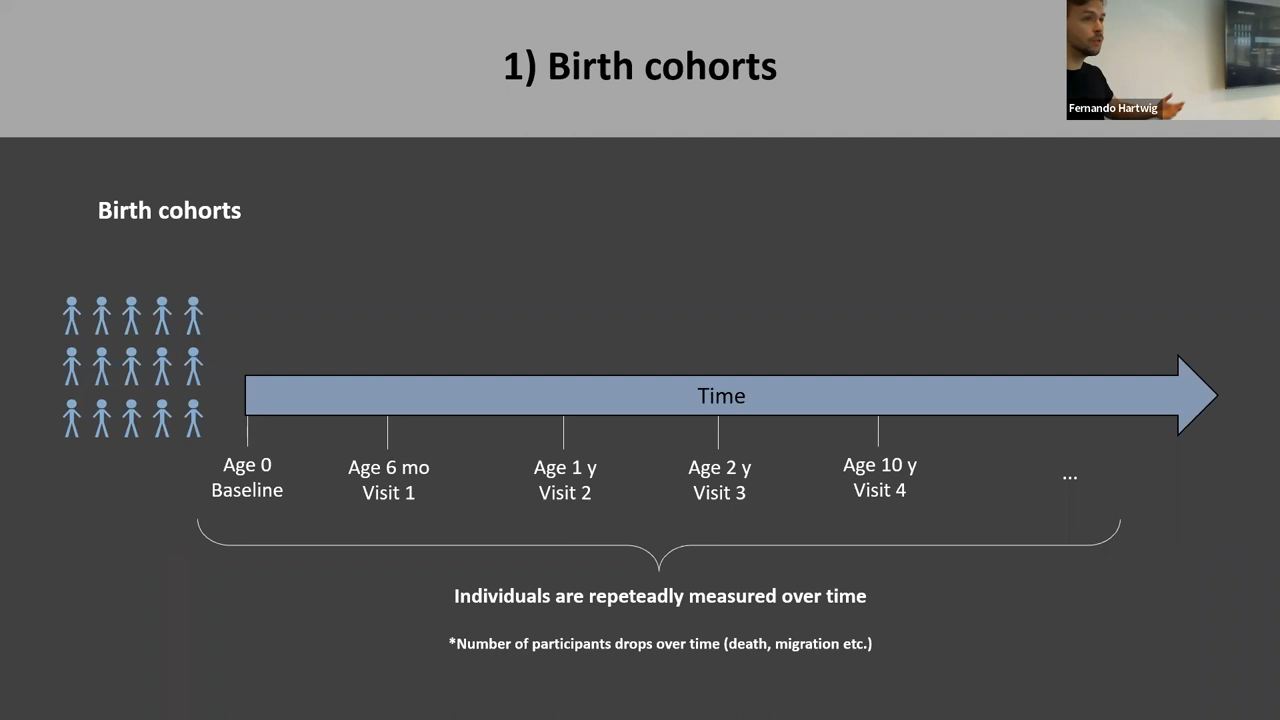 1) Birth cohorts
Fernando Hartwig
Birth cohorts
Time
Age 0
Baseline
Age 6 mo
Visit 1
Age 1 y
Visit 2
Age 2 y
Visit 3
Age 10 y
Visit 4
...
Individuals are repeteadly measured over time
*Number of participants drops over time (death, migration etc.)